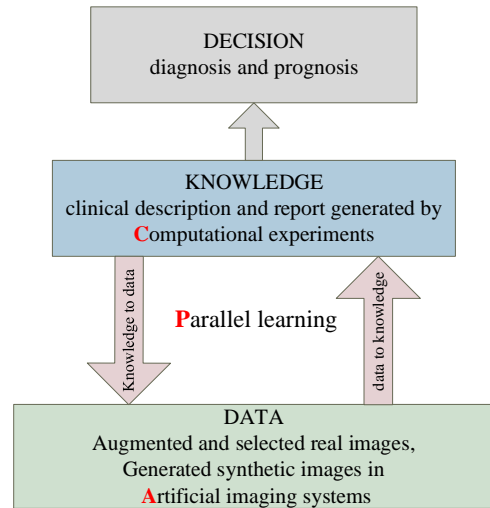 DECISION
diagnosis and prognosis
KNOWLEDGE
clinical description and report generated by
Computational experiments
Knowledge to data
Parallel learning
data to knowledge
DATA
Augmented and selected real images,
Generated synthetic images in
Artificial imaging systems